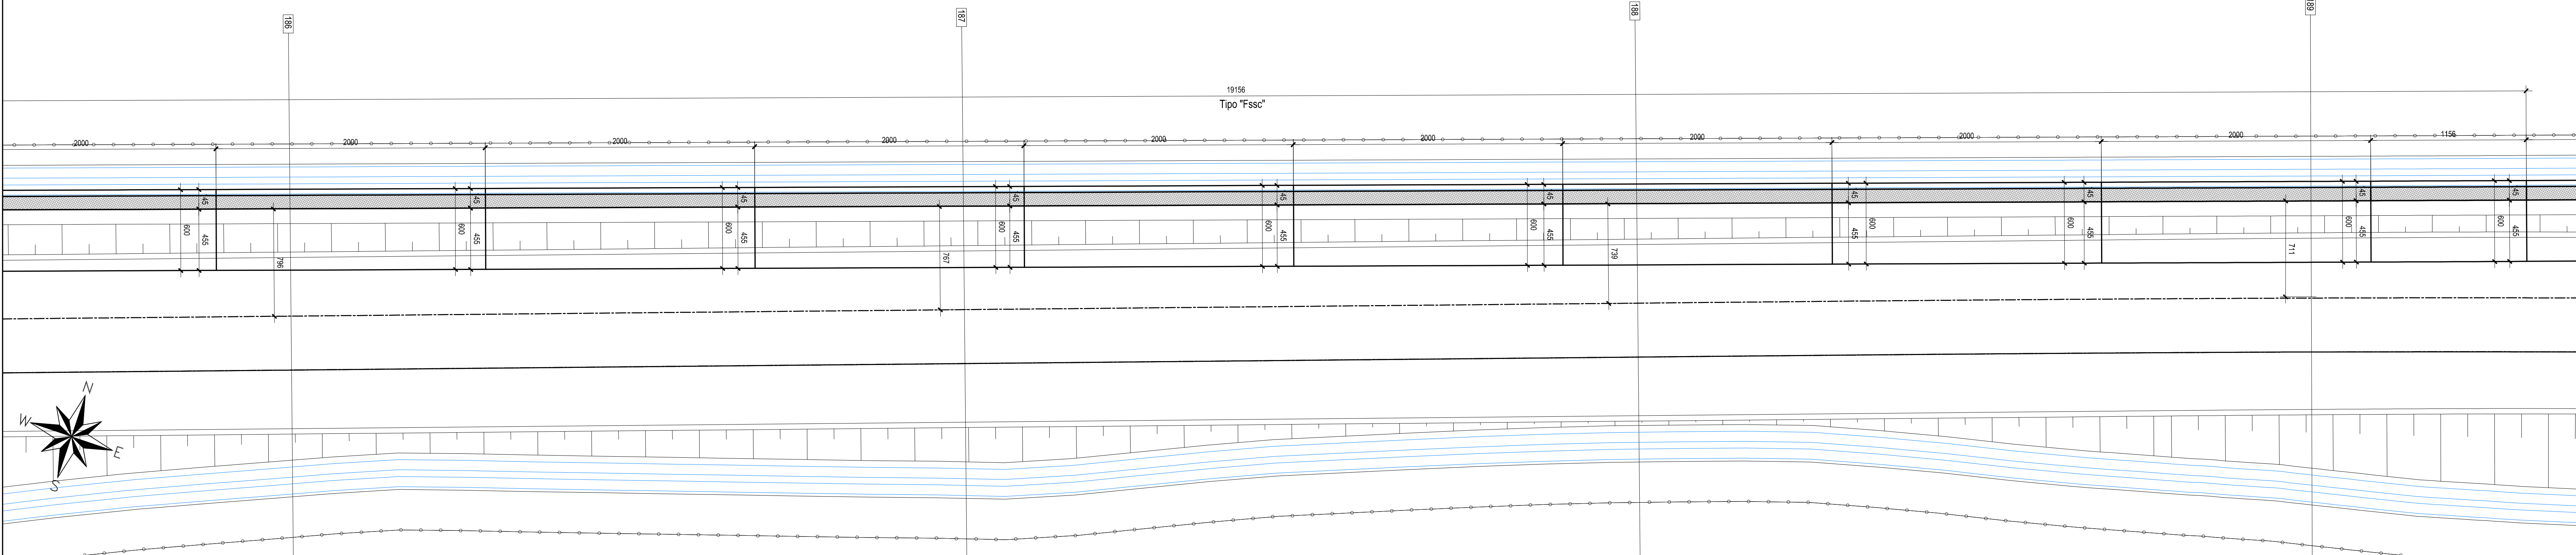 186
187
188
189
19156
Tipo "Fssc"
2000 2000 2000 2000 2000 2000 2000 2000 2000 1156
45 45 45 45 45 45 45 45 45 45
600 455 600 455 600 455 600 455 600 455 600 455 455 600 600 455 600 455 600 455
796 767 739 711
N
W
E
S